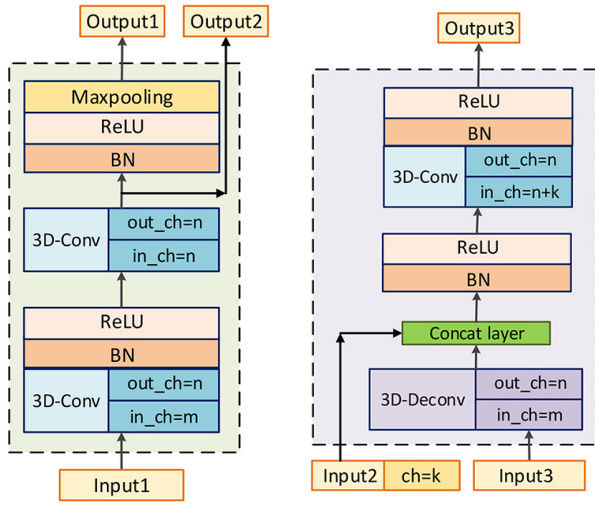 Output1
Output2
Maxpooling
ReLU
BN
3D-Conv
out_ch=n
in_ch=n
ReLU
BN
3D-Conv
out_ch=n
in_ch=m
Input1
Output3
ReLU
BN
3D-Conv
out_ch=n
in_ch=n+k
ReLU
BN
Concat layer
3D-Deconv
out_ch=n
in_ch=m
Input2
ch=k
Input3